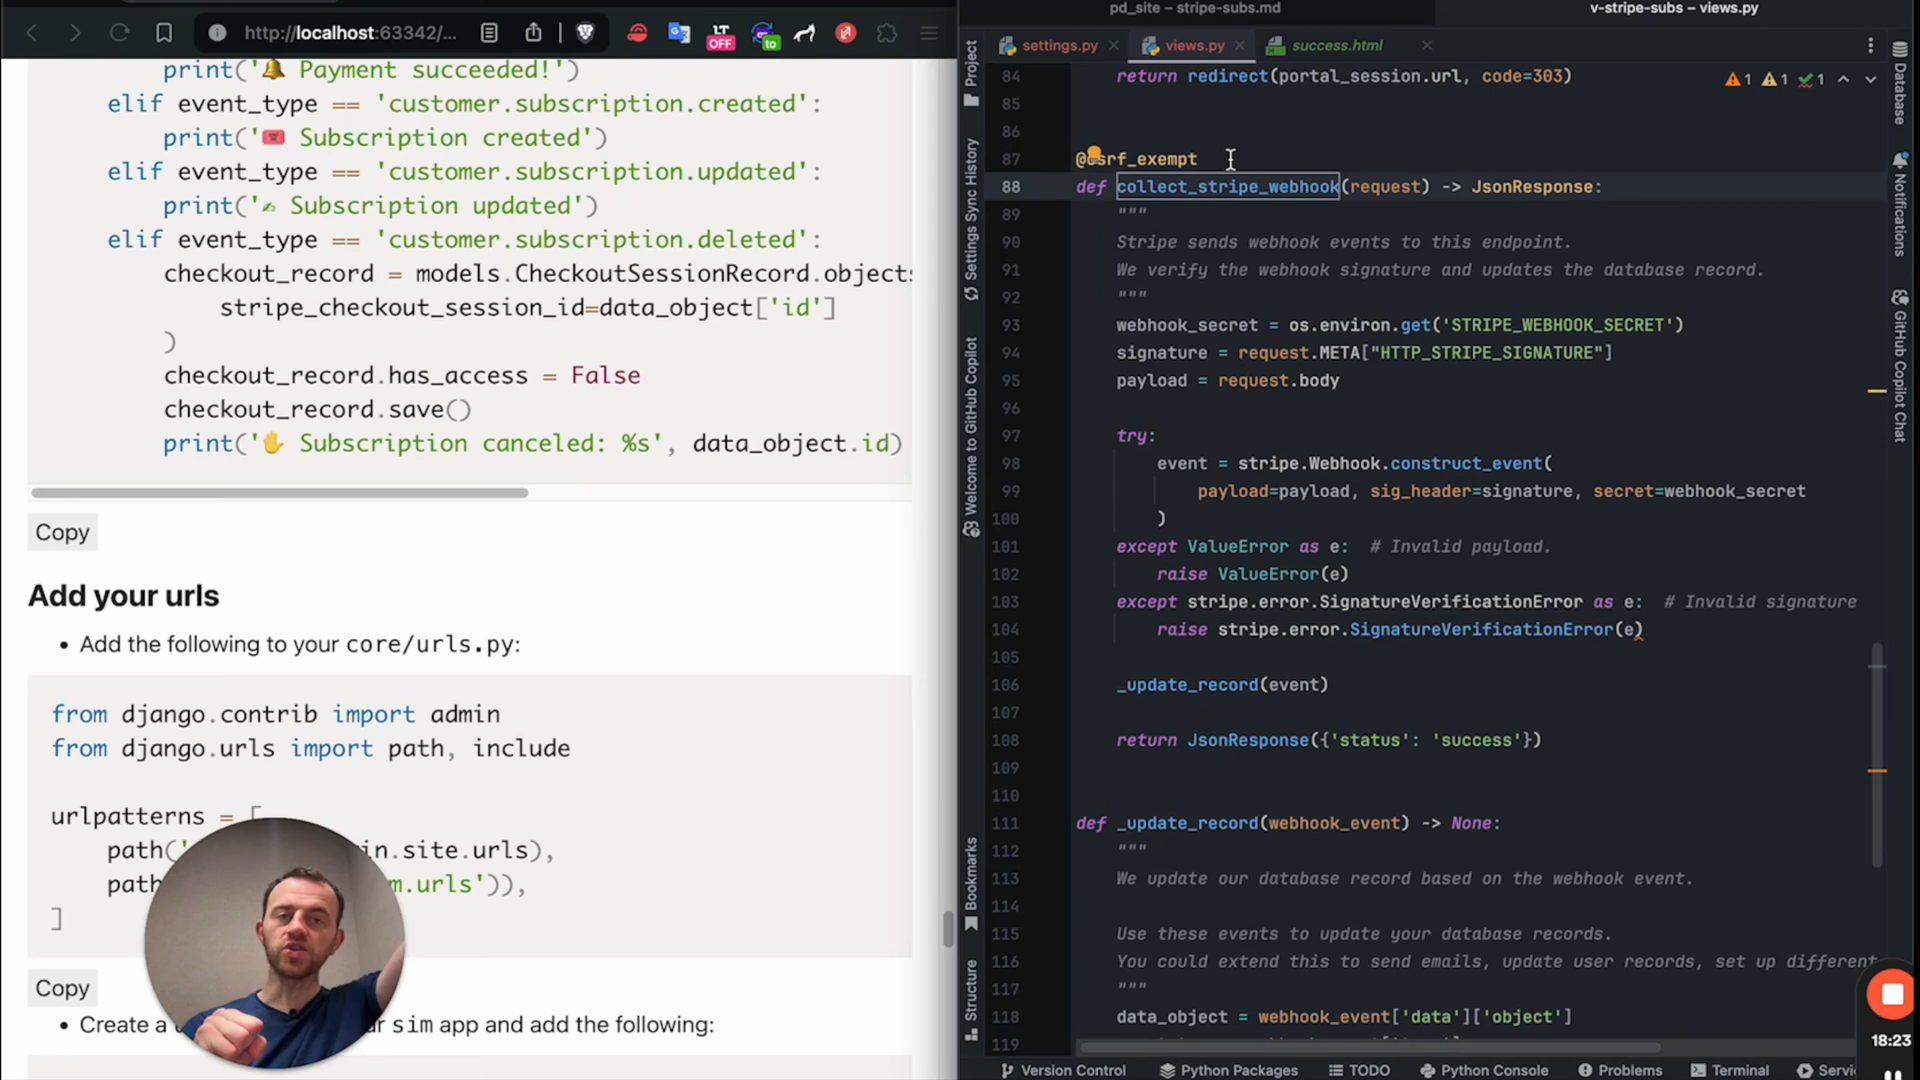 http://localhost:63342/...
LT
OFF
to
print('🔔 Payment succeeded!')
elif event_type == 'customer.subscription.created':
print('🎟 Subscription created')
elif event_type == 'customer.subscription.updated':
print('✍ Subscription updated')
elif event_type == 'customer.subscription.deleted':
checkout_record = models.CheckoutSessionRecord.objects
stripe_checkout_session_id=data_object['id']
)
checkout_record.has_access = False
checkout_record.save()
print('✋ Subscription canceled: %s', data_object.id)
Copy
Add your urls
• Add the following to your core/urls.py:
from django.contrib import admin
from django.urls import path, include
urlpatterns = [
path(' in.site.urls),
path m.urls')),
]
Copy
• Create a r sim app and add the following:
pd_site – stripe-subs.md
v-stripe-subs – views.py
settings.py
views.py
success.html
Project
Settings Sync History
Welcome to GitHub Copilot
Bookmarks
Structure
1 1 1
84 return redirect(portal_session.url, code=303)
85
86
87 @csrf_exempt
88 def collect_stripe_webhook(request) -> JsonResponse:
89 """
90 Stripe sends webhook events to this endpoint.
91 We verify the webhook signature and updates the database record.
92 """
93 webhook_secret = os.environ.get('STRIPE_WEBHOOK_SECRET')
94 signature = request.META["HTTP_STRIPE_SIGNATURE"]
95 payload = request.body
96
97 try:
98 event = stripe.Webhook.construct_event(
99 payload=payload, sig_header=signature, secret=webhook_secret
100 )
101 except ValueError as e: # Invalid payload.
102 raise ValueError(e)
103 except stripe.error.SignatureVerificationError as e: # Invalid signature
104 raise stripe.error.SignatureVerificationError(e)
105
106 _update_record(event)
107
108 return JsonResponse({'status': 'success'})
109
110
111 def _update_record(webhook_event) -> None:
112 """
113 We update our database record based on the webhook event.
114
115 Use these events to update your database records.
116 You could extend this to send emails, update user records, set up different
117 """
118 data_object = webhook_event['data']['object']
119
Database
Notifications
GitHub Copilot Chat
18:23
Version Control
Python Packages
TODO
Python Console
Problems
Terminal
Servi